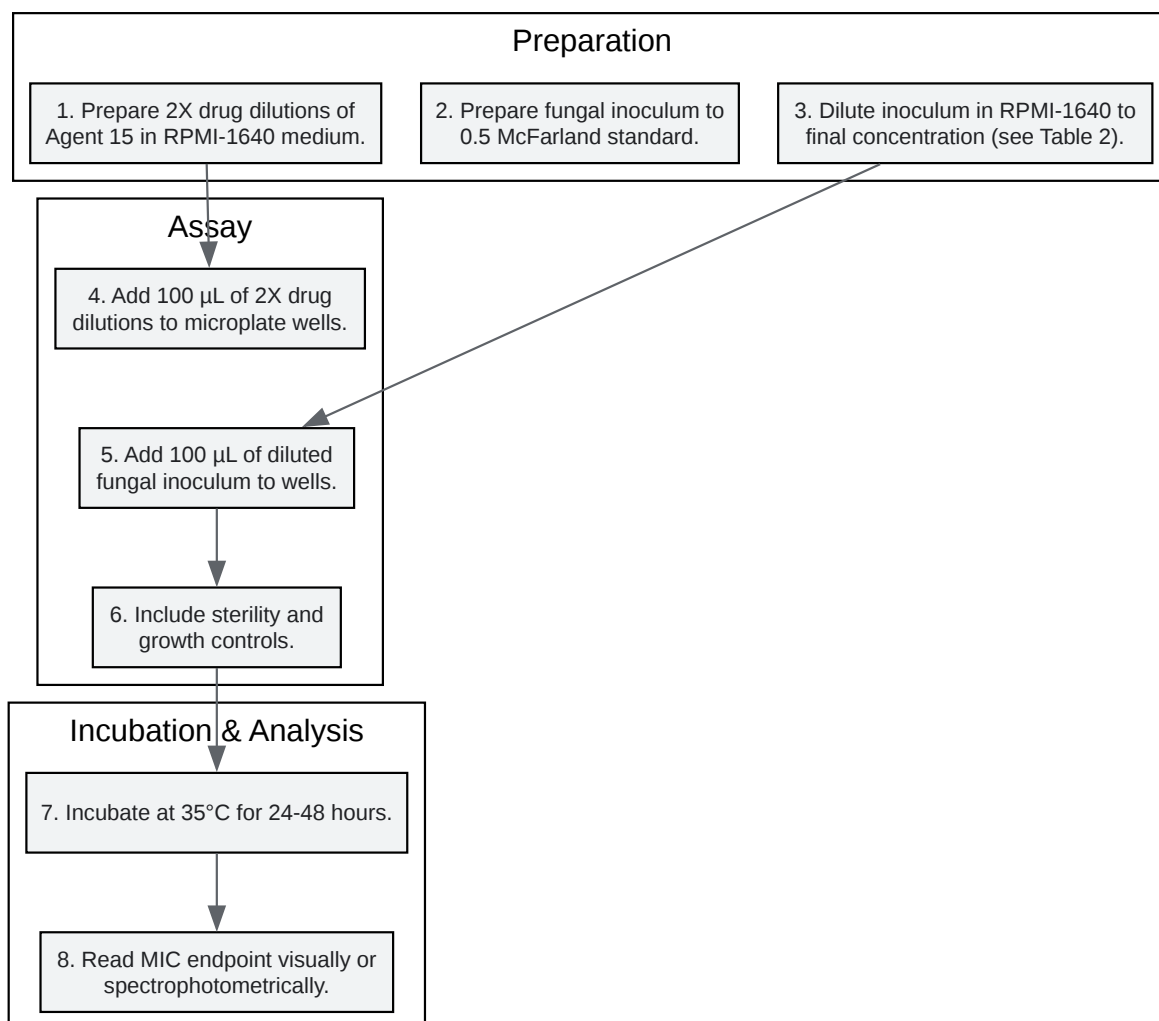 Preparation
1. Prepare 2X drug dilutions of
Agent 15 in RPMI-1640 medium.
2. Prepare fungal inoculum to
0.5 McFarland standard.
3. Dilute inoculum in RPMI-1640 to
final concentration (see Table 2).
Assay
4. Add 100 µL of 2X drug
dilutions to microplate wells.
5. Add 100 µL of diluted
fungal inoculum to wells.
6. Include sterility and
growth controls.
Incubation & Analysis
7. Incubate at 35°C for 24-48 hours.
8. Read MIC endpoint visually or
spectrophotometrically.